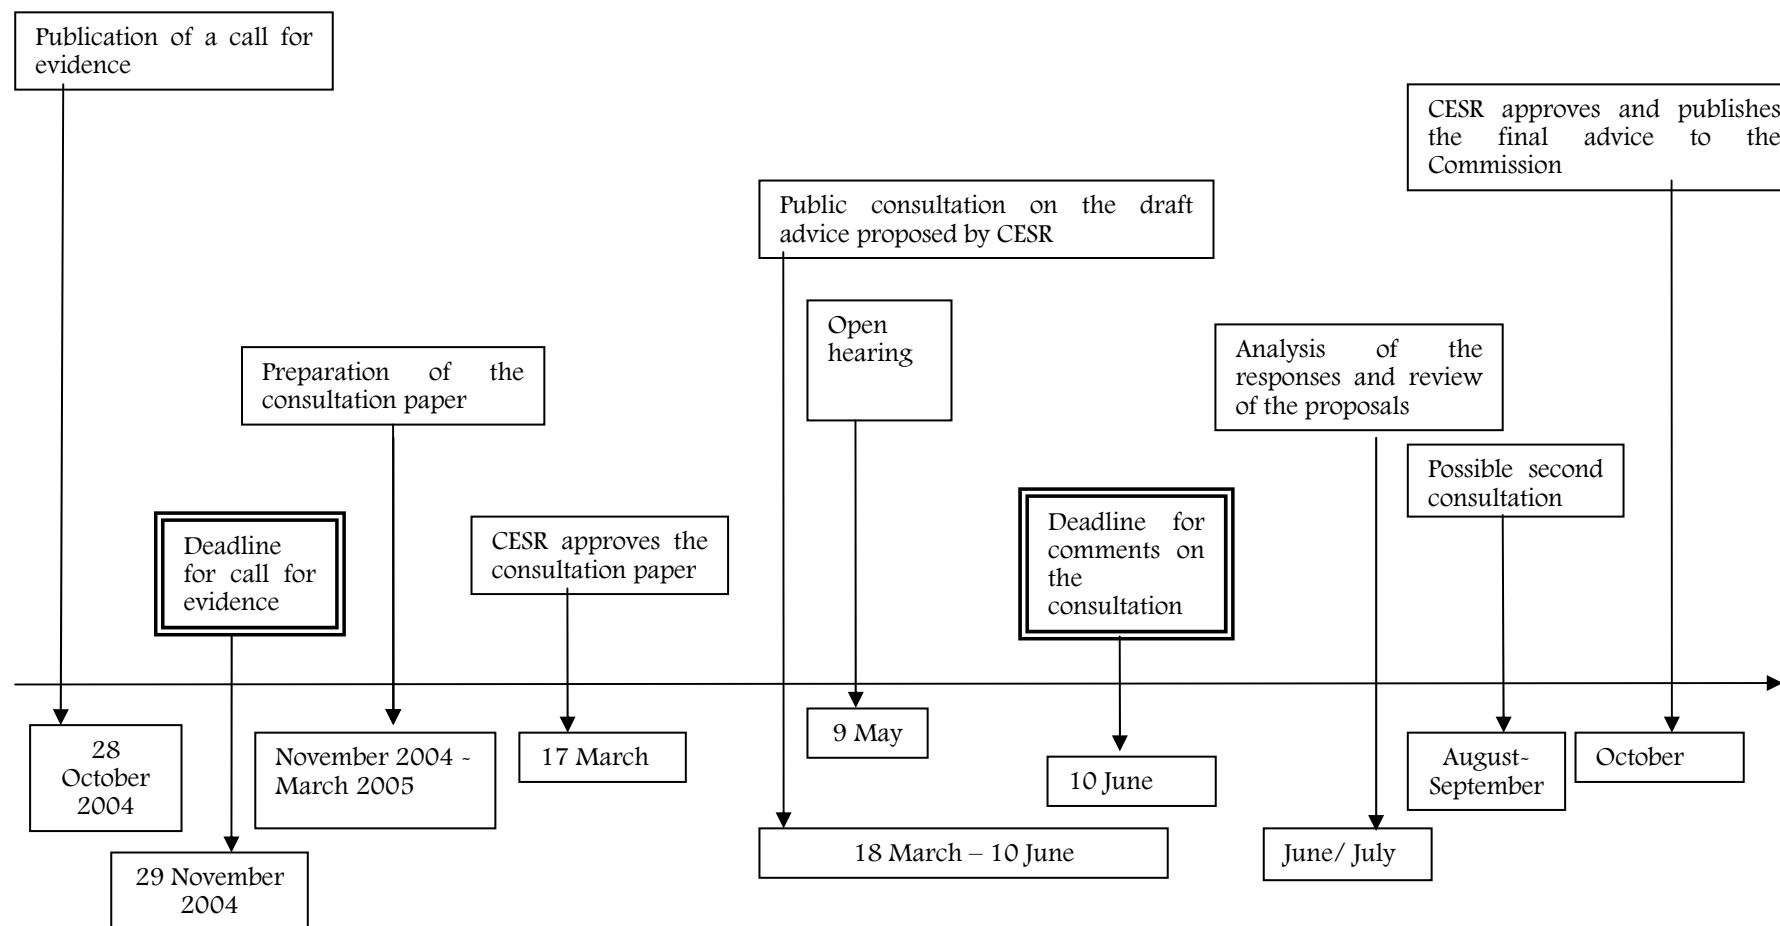 Publication of a call for
evidence
CESR approves and publishes
the final advice to the
Commission
Public consultation on the draft
advice proposed by CESR
Open
hearing
Analysis of the
responses and review
of the proposals
Preparation of the
consultation paper
Possible second
consultation
Deadline for
comments on
the
consultation
Deadline
for call for
evidence
CESR approves the
consultation paper
28
October
2004
29 November
2004
November 2004 -
March 2005
17 March
18 March – 10 June
9 May
10 June
June/ July
August-
September
October